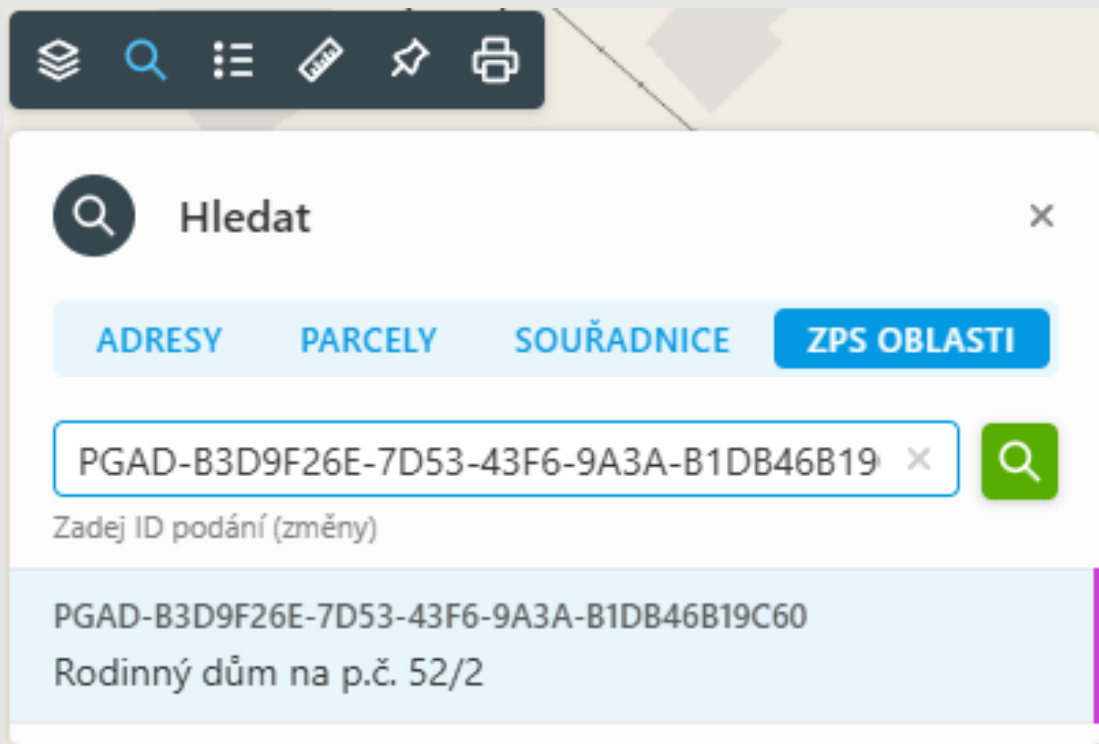 Hledat
ADRESY PARCELY SOUŘADNICE ZPS OBLASTI
PGAD-B3D9F26E-7D53-43F6-9A3A-B1DB46B19
Zadej ID podání (změny)
PGAD-B3D9F26E-7D53-43F6-9A3A-B1DB46B19C60
Rodinný dům na p.č. 52/2